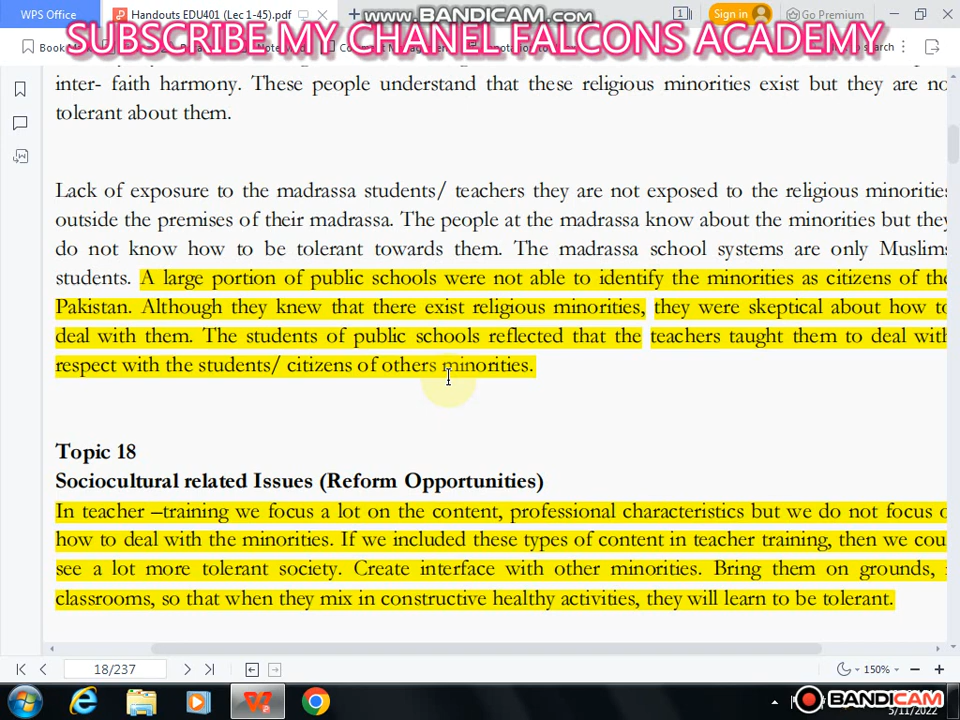 WPS Office
Handouts EDU401 (Lec 1-45).pdf
www.BANDICAM.com
1
Sign in
Go Premium
SUBSCRIBE MY CHANEL FALCONS ACADEMY
inter- faith harmony. These people understand that these religious minorities exist but they are no
tolerant about them.
Lack of exposure to the madrassa students/ teachers they are not exposed to the religious minorities
outside the premises of their madrassa. The people at the madrassa know about the minorities but they
do not know how to be tolerant towards them. The madrassa school systems are only Muslims
students. A large portion of public schools were not able to identify the minorities as citizens of the
Pakistan. Although they knew that there exist religious minorities, they were skeptical about how to
deal with them. The students of public schools reflected that the teachers taught them to deal with
respect with the students/ citizens of others minorities.
Topic 18
Sociocultural related Issues (Reform Opportunities)
In teacher –training we focus a lot on the content, professional characteristics but we do not focus o
how to deal with the minorities. If we included these types of content in teacher training, then we cou
see a lot more tolerant society. Create interface with other minorities. Bring them on grounds, i
classrooms, so that when they mix in constructive healthy activities, they will learn to be tolerant.
18/237
150%
BANDICAM
5/11/2022